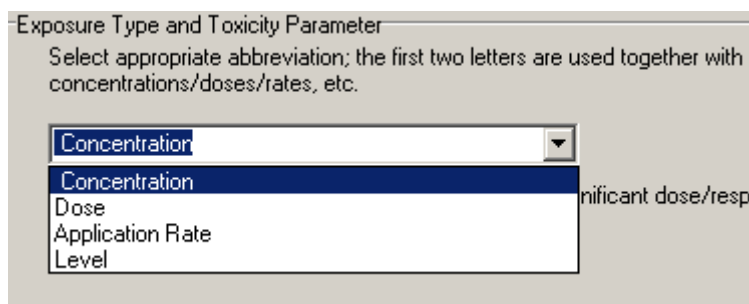 Exposure Type and Toxicity Parameter
Select appropriate abbreviation; the first two letters are used together with
concentrations/doses/rates, etc.
Concentration
Concentration
Dose
nificant dose/resp
Application Rate
Level